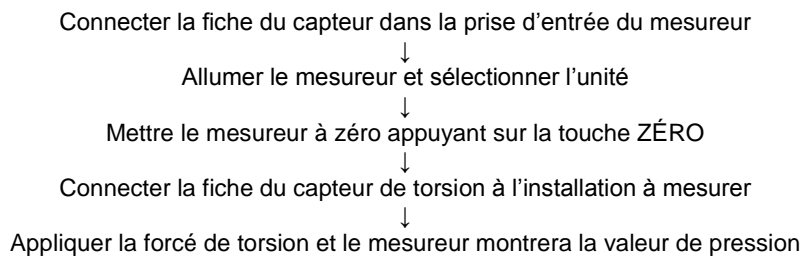 Connecter la fiche du capteur dans la prise d’entrée du mesureur
↓
Allumer le mesureur et sélectionner l’unité
↓
Mettre le mesureur à zéro appuyant sur la touche ZÉRO
↓
Connecter la fiche du capteur de torsion à l’installation à mesurer
↓
Appliquer la forcé de torsion et le mesureur montrera la valeur de pression